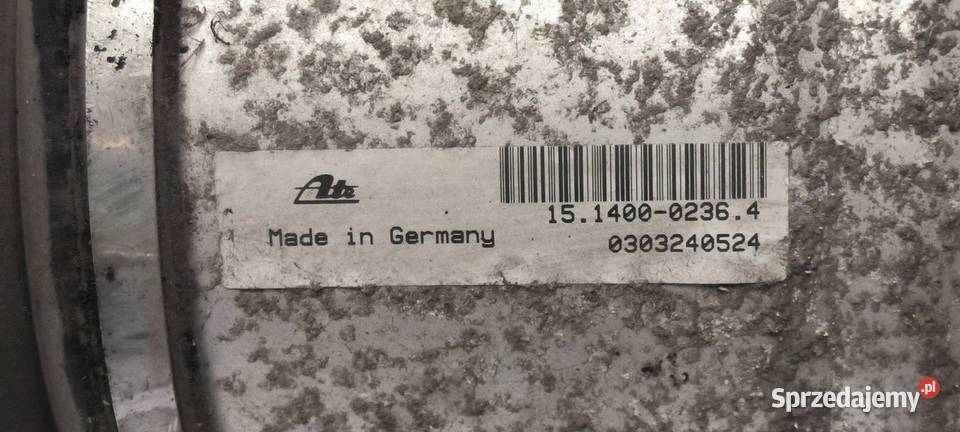 Ate
15.1400-0236.4
Made in Germany
0303240524
Sprzedajemy.pl